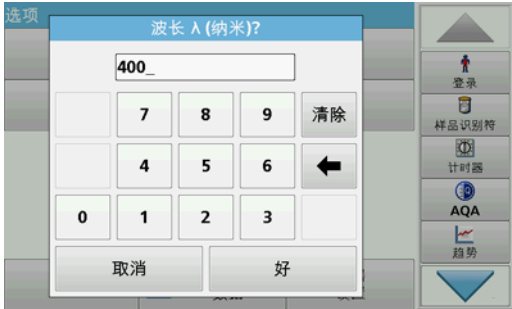 选项
波长 λ (纳米)?
400_
7 8 9 清除
4 5 6
0 1 2 3
取消 好
登录
样品识别符
计时器
AQA
趋势